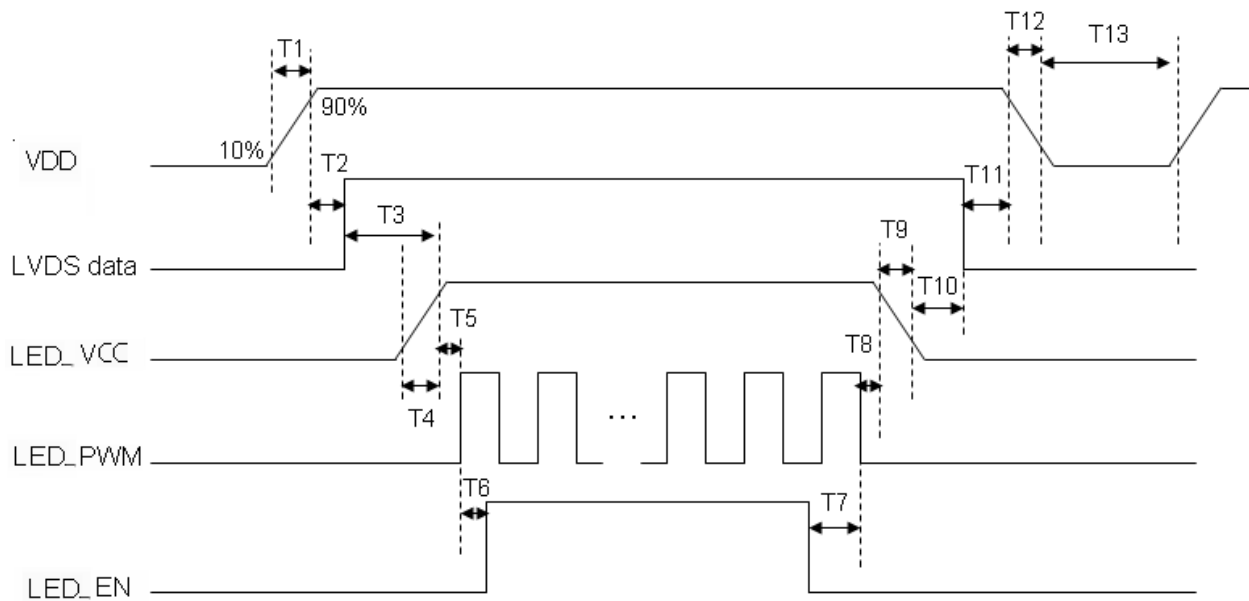 T1
T12
T13
90%
10%
VDD
T2
T11
T3
T9
LVDS data
T10
T5
LED_VCC
T8
T4
...
LED_PWM
T6
T7
LED_EN